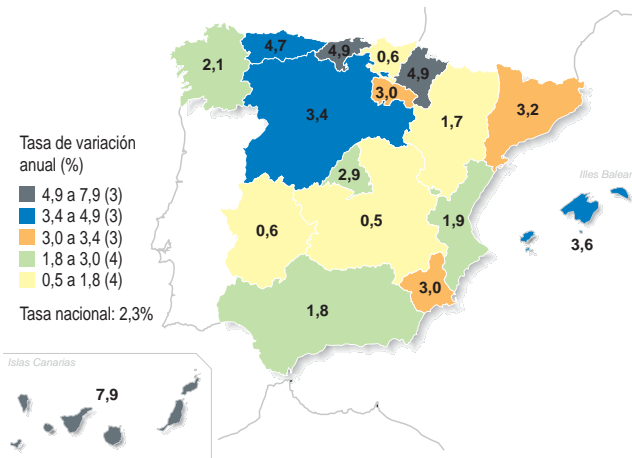 4,7
4,9
0,6
2,1
4,9
3,0
3,2
3,4
1,7
Tasa de variación
anual (%)
4,9 a 7,9 (3)
3,4 a 4,9 (3)
3,0 a 3,4 (3)
1,8 a 3,0 (4)
0,5 a 1,8 (4)
Tasa nacional: 2,3%
2,9
Illes Balear
1,9
0,6
0,5
3,6
3,0
1,8
Islas Canarias
7,9